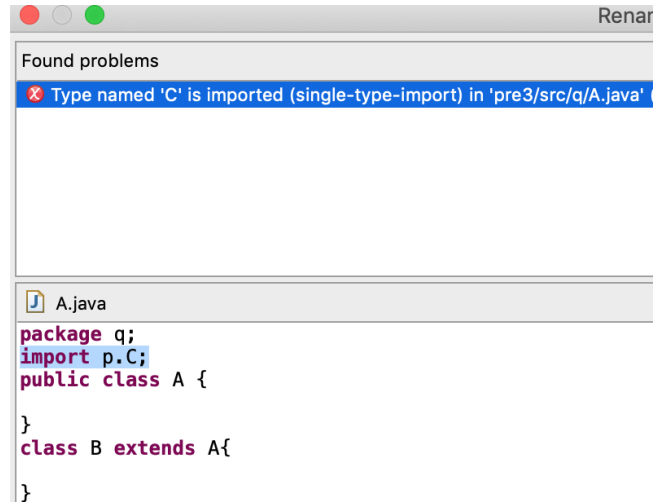 Renar
Found problems
Type named 'C' is imported (single-type-import) in 'pre3/src/q/A.java' (
A.java
package q;
import p.C;
public class A {
}
class B extends A{
}